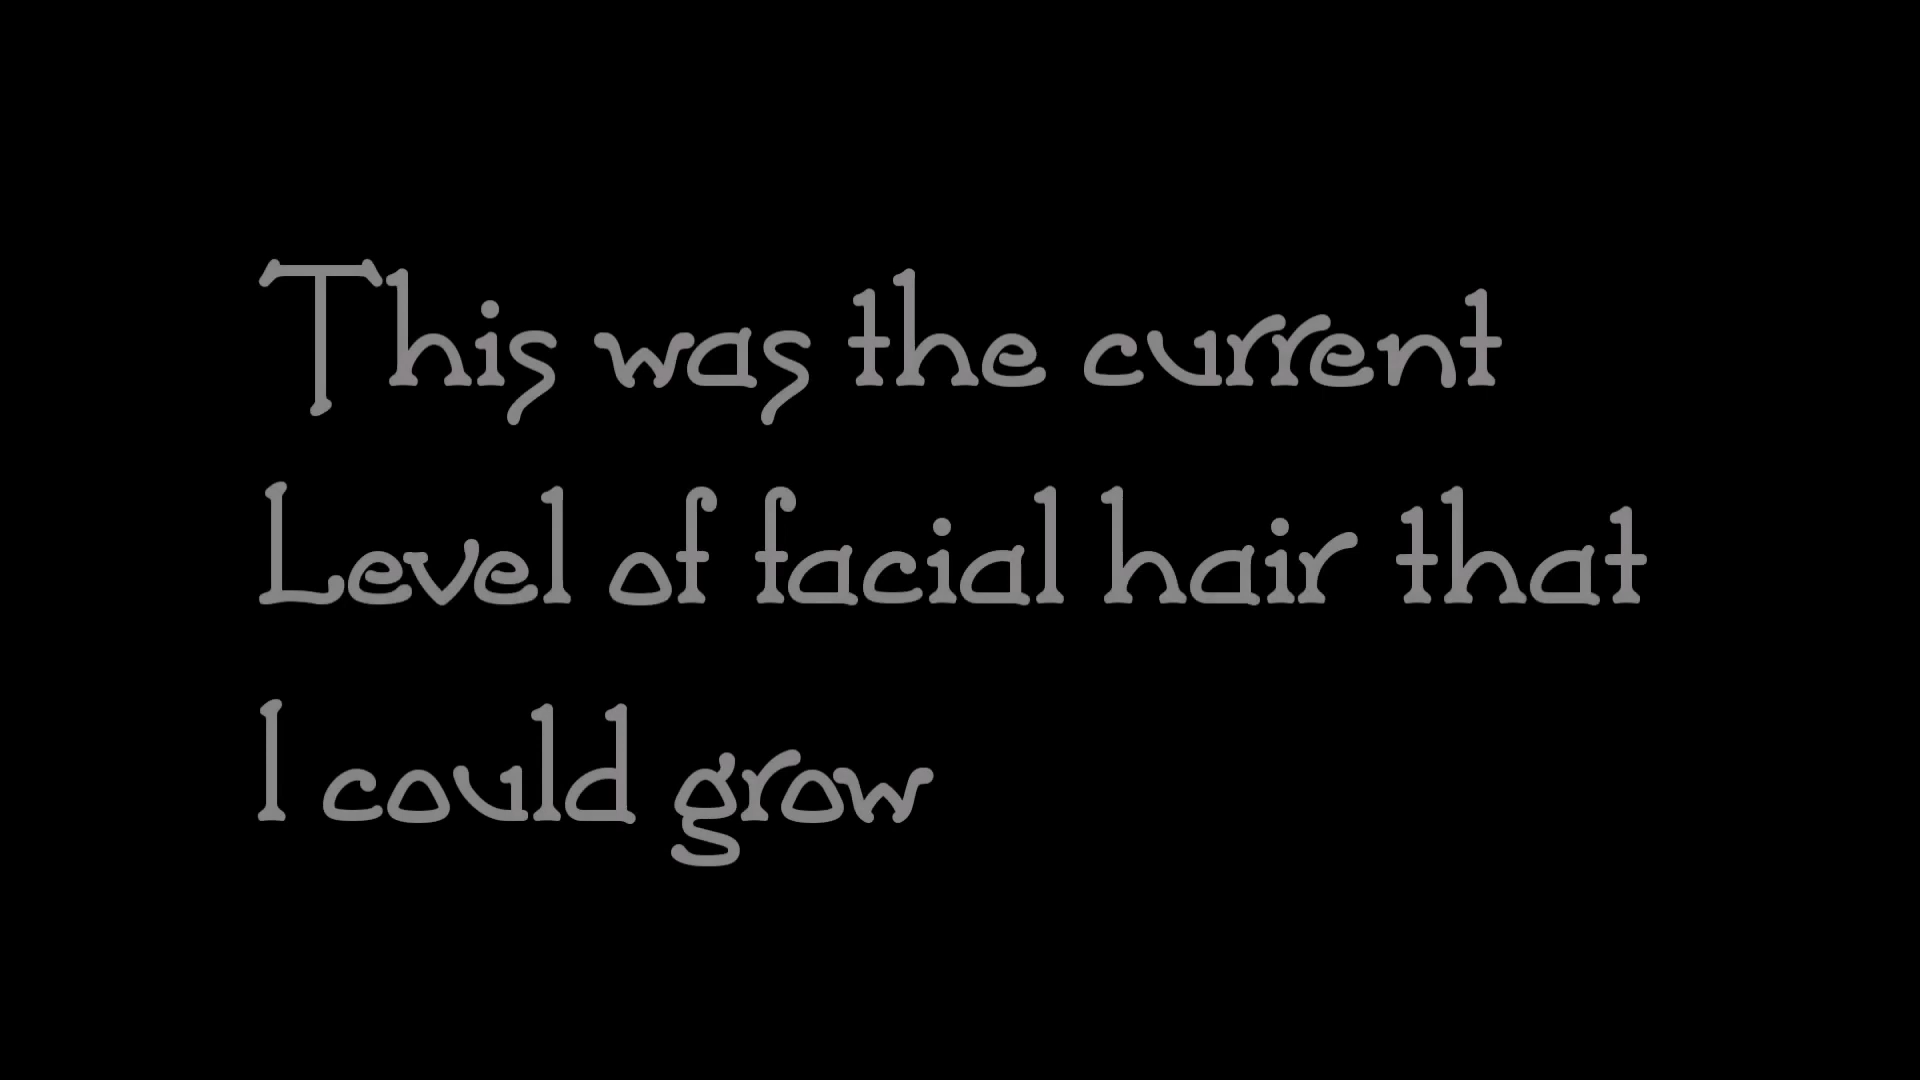 This was the current
Level of facial hair that
I could grow